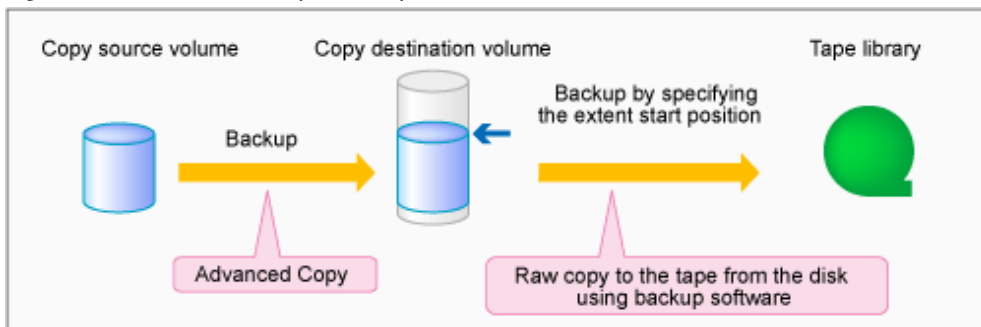 Copy source volume
Copy destination volume
Tape library
Backup
Backup by specifying
the extent start position
Advanced Copy
Raw copy to the tape from the disk
using backup software